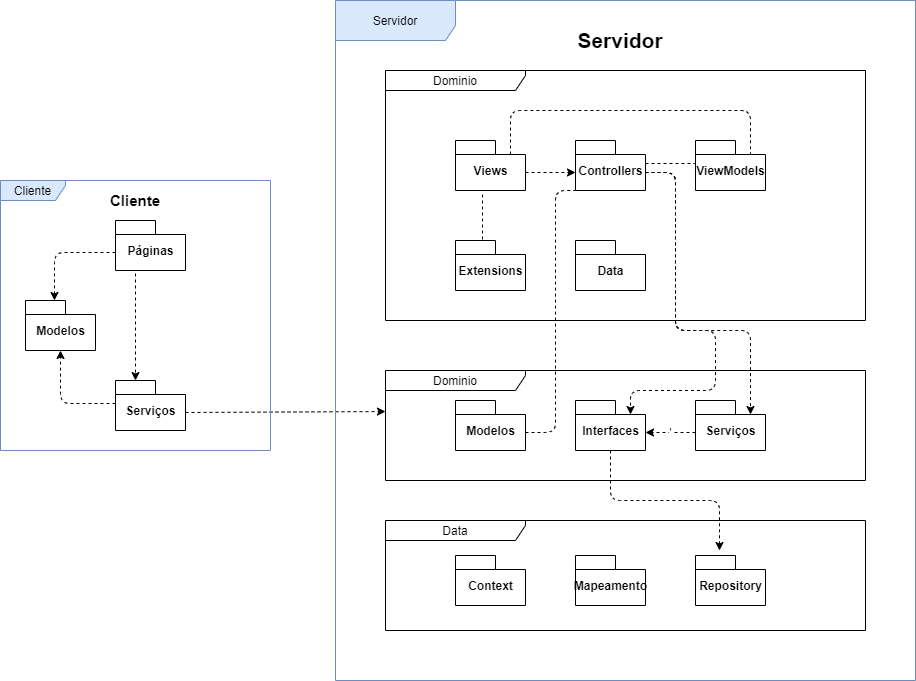 Servidor
Servidor
Dominio
Views
Controllers
ViewModels
Extensions
Data
Cliente
Cliente
Páginas
Modelos
Serviços
Dominio
Modelos
Interfaces
Serviços
Data
Context
Mapeamento
Repository